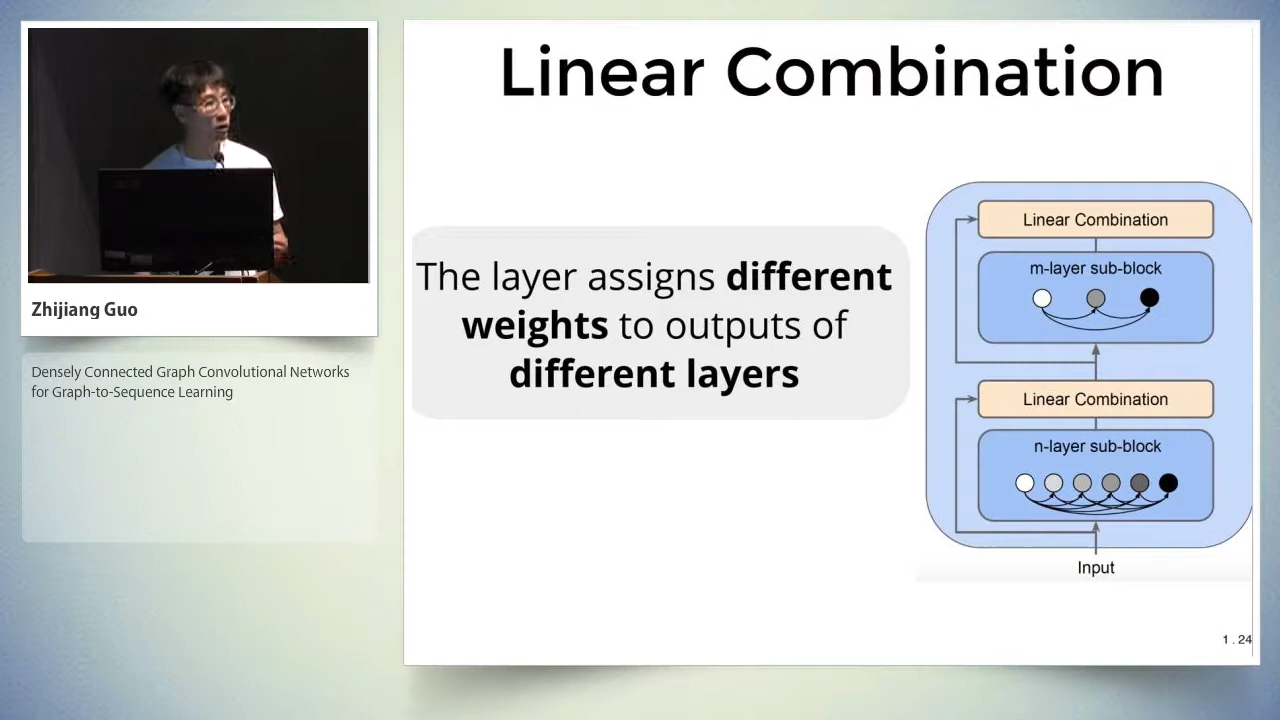 Linear Combination
Zhijiang Guo
Densely Connected Graph Convolutional Networks
for Graph-to-Sequence Learning
The layer assigns different
weights to outputs of
different layers
Linear Combination
m-layer sub-block
Linear Combination
n-layer sub-block
Input
1 . 24